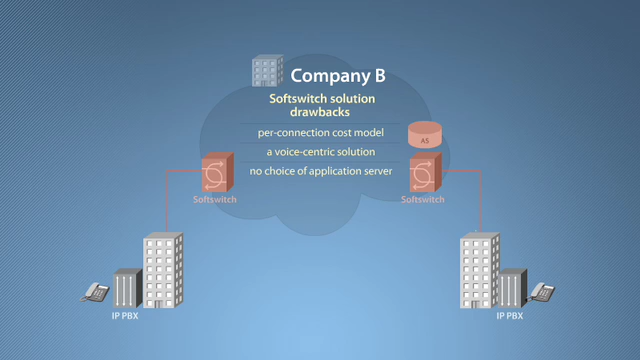 Company B
Softswitch solution
drawbacks
per-connection cost model
AS
a voice-centric solution
no choice of application server
Softswitch
Softswitch
IP PBX
IP PBX